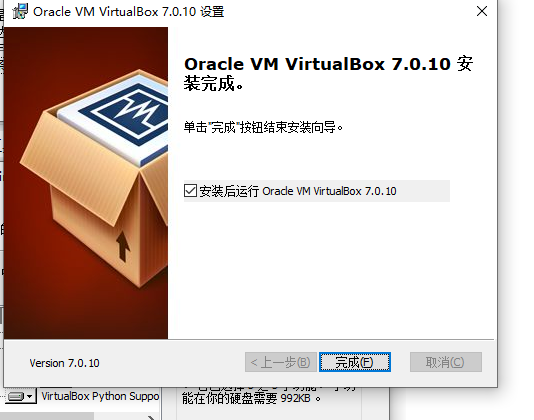 Oracle VM VirtualBox 7.0.10 设置
Oracle VM VirtualBox 7.0.10 安
装完成。
单击"完成"按钮结束安装向导。
安装后运行 Oracle VM VirtualBox 7.0.10
Version 7.0.10
< 上一步(B)
完成(F)
取消(C)
VirtualBox Python Suppo
能在你的硬盘需要 992KB。